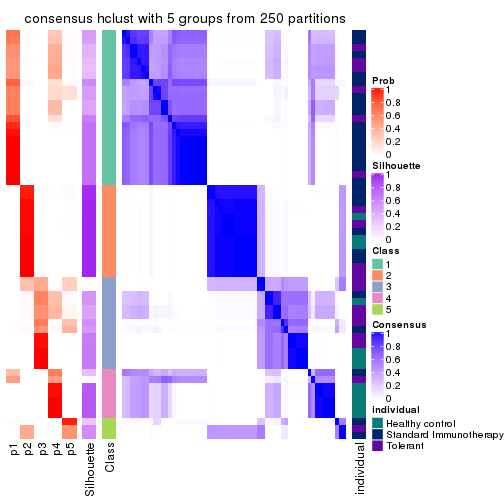 consensus hclust with 5 groups from 250 partitions
Prob
1
0.8
0.6
0.4
0.2
0
Silhouette
1
0.8
0.6
0.4
0.2
0
Class
1
2
3
4
5
Consensus
1
0.8
0.6
0.4
0.2
0
individual
Healthy control
Standard Immunotherapy
Tolerant
p1
p2
p3
p4
p5
Silhouette
Class
individual